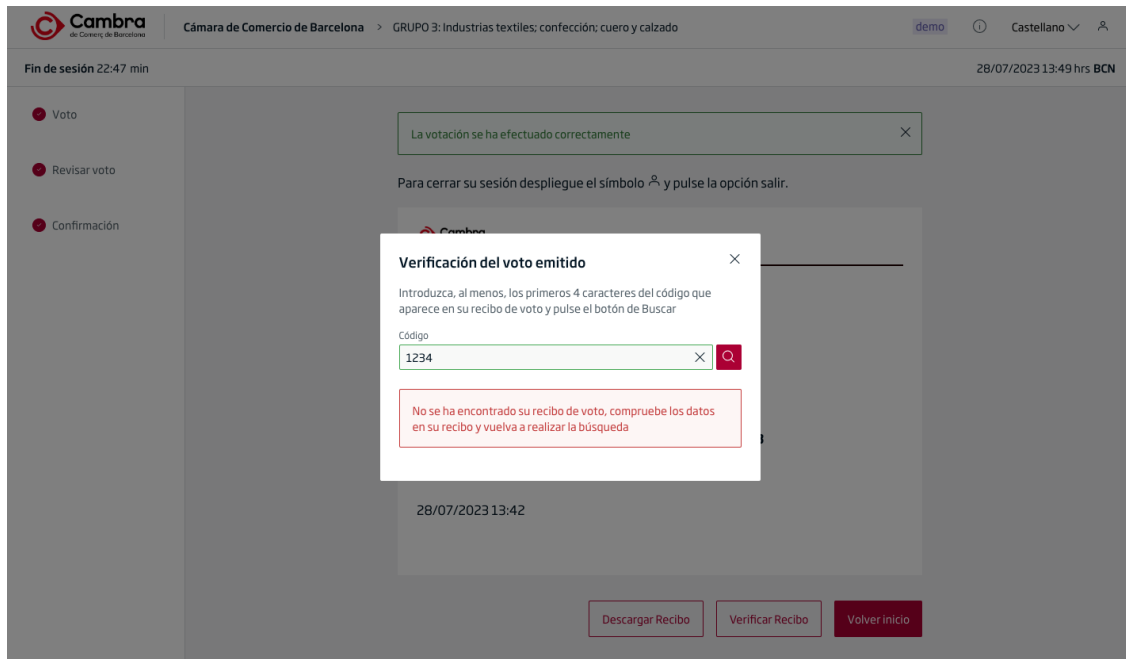 Cambra
de Comerç de Barcelona
Cámara de Comercio de Barcelona > GRUPO 3: Industrias textiles; confección; cuero y calzado
demo
Castellano
Fin de sesión 22:47 min
28/07/2023 13:49 hrs BCN
Voto
Revisar voto
Confirmación
La votación se ha efectuado correctamente
Para cerrar su sesión despliegue el símbolo y pulse la opción salir.
Cambra
Verificación del voto emitido
Introduzca, al menos, los primeros 4 caracteres del código que
aparece en su recibo de voto y pulse el botón de Buscar
Código
1234
No se ha encontrado su recibo de voto, compruebe los datos
en su recibo y vuelva a realizar la búsqueda
28/07/2023 13:42
Descargar Recibo
Verificar Recibo
Volver inicio